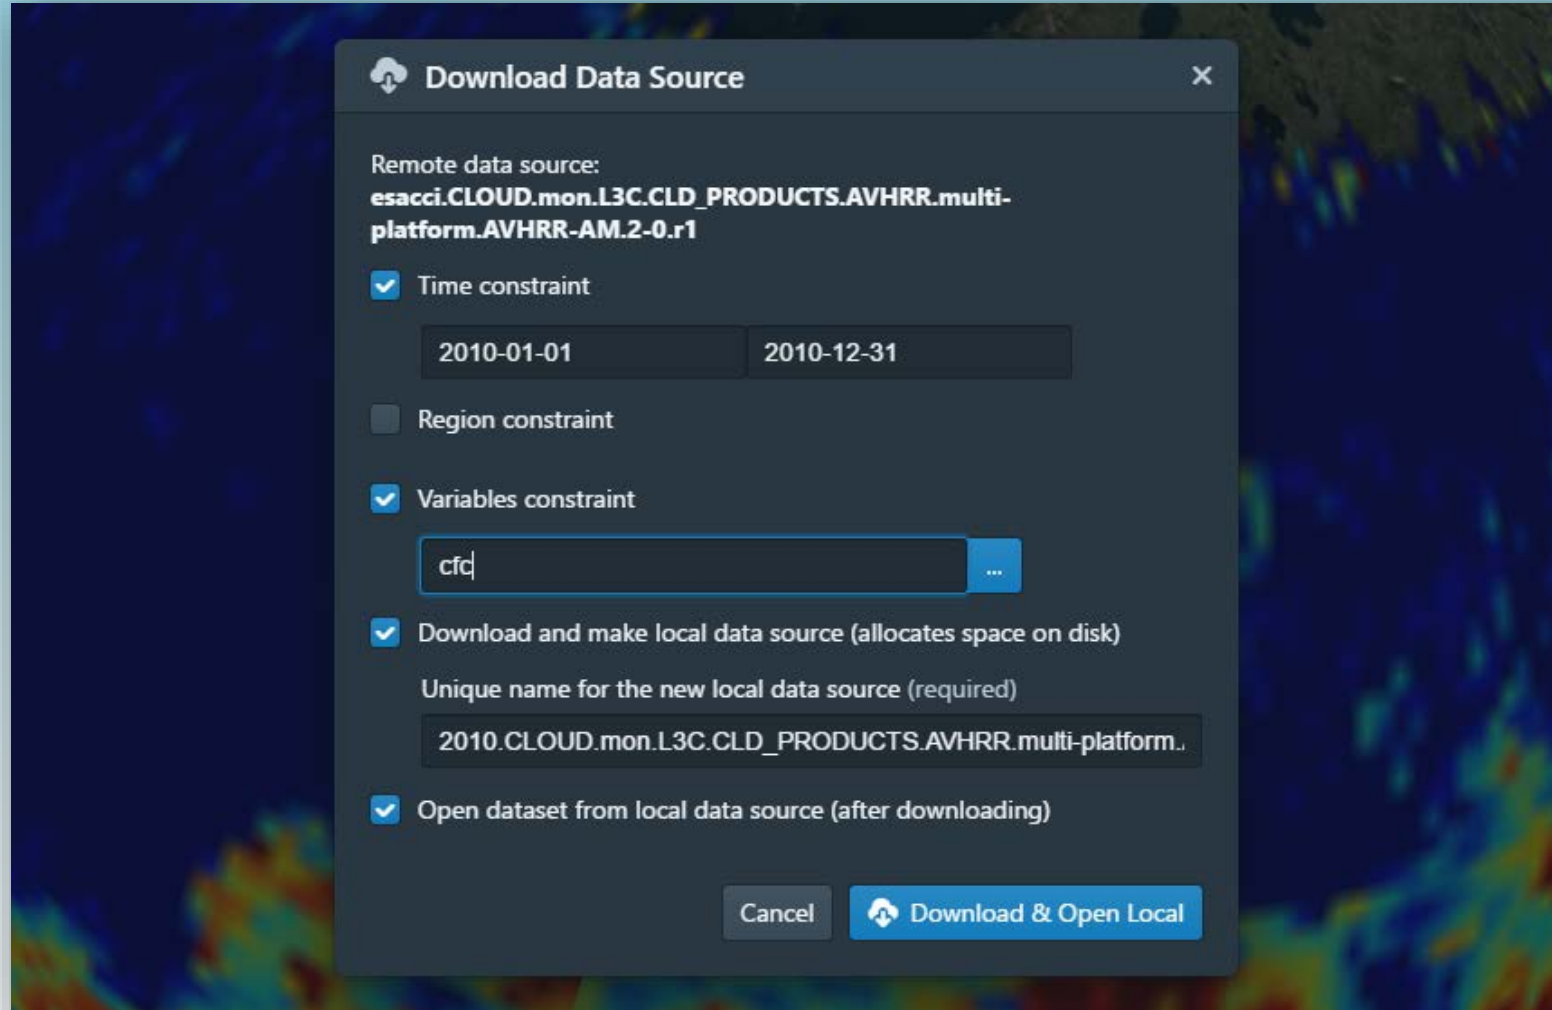 Download Data Source
Remote data source:
esacci.CLOUD.mon.L3C.CLD_PRODUCTS.AVHRR.multi-
platform.AVHRR-AM.2-0.r1
Time constraint
2010-01-01 2010-12-31
Region constraint
Variables constraint
cfc
...
Download and make local data source (allocates space on disk)
Unique name for the new local data source (required)
2010.CLOUD.mon.L3C.CLD_PRODUCTS.AVHRR.multi-platform.
Open dataset from local data source (after downloading)
Cancel Download & Open Local